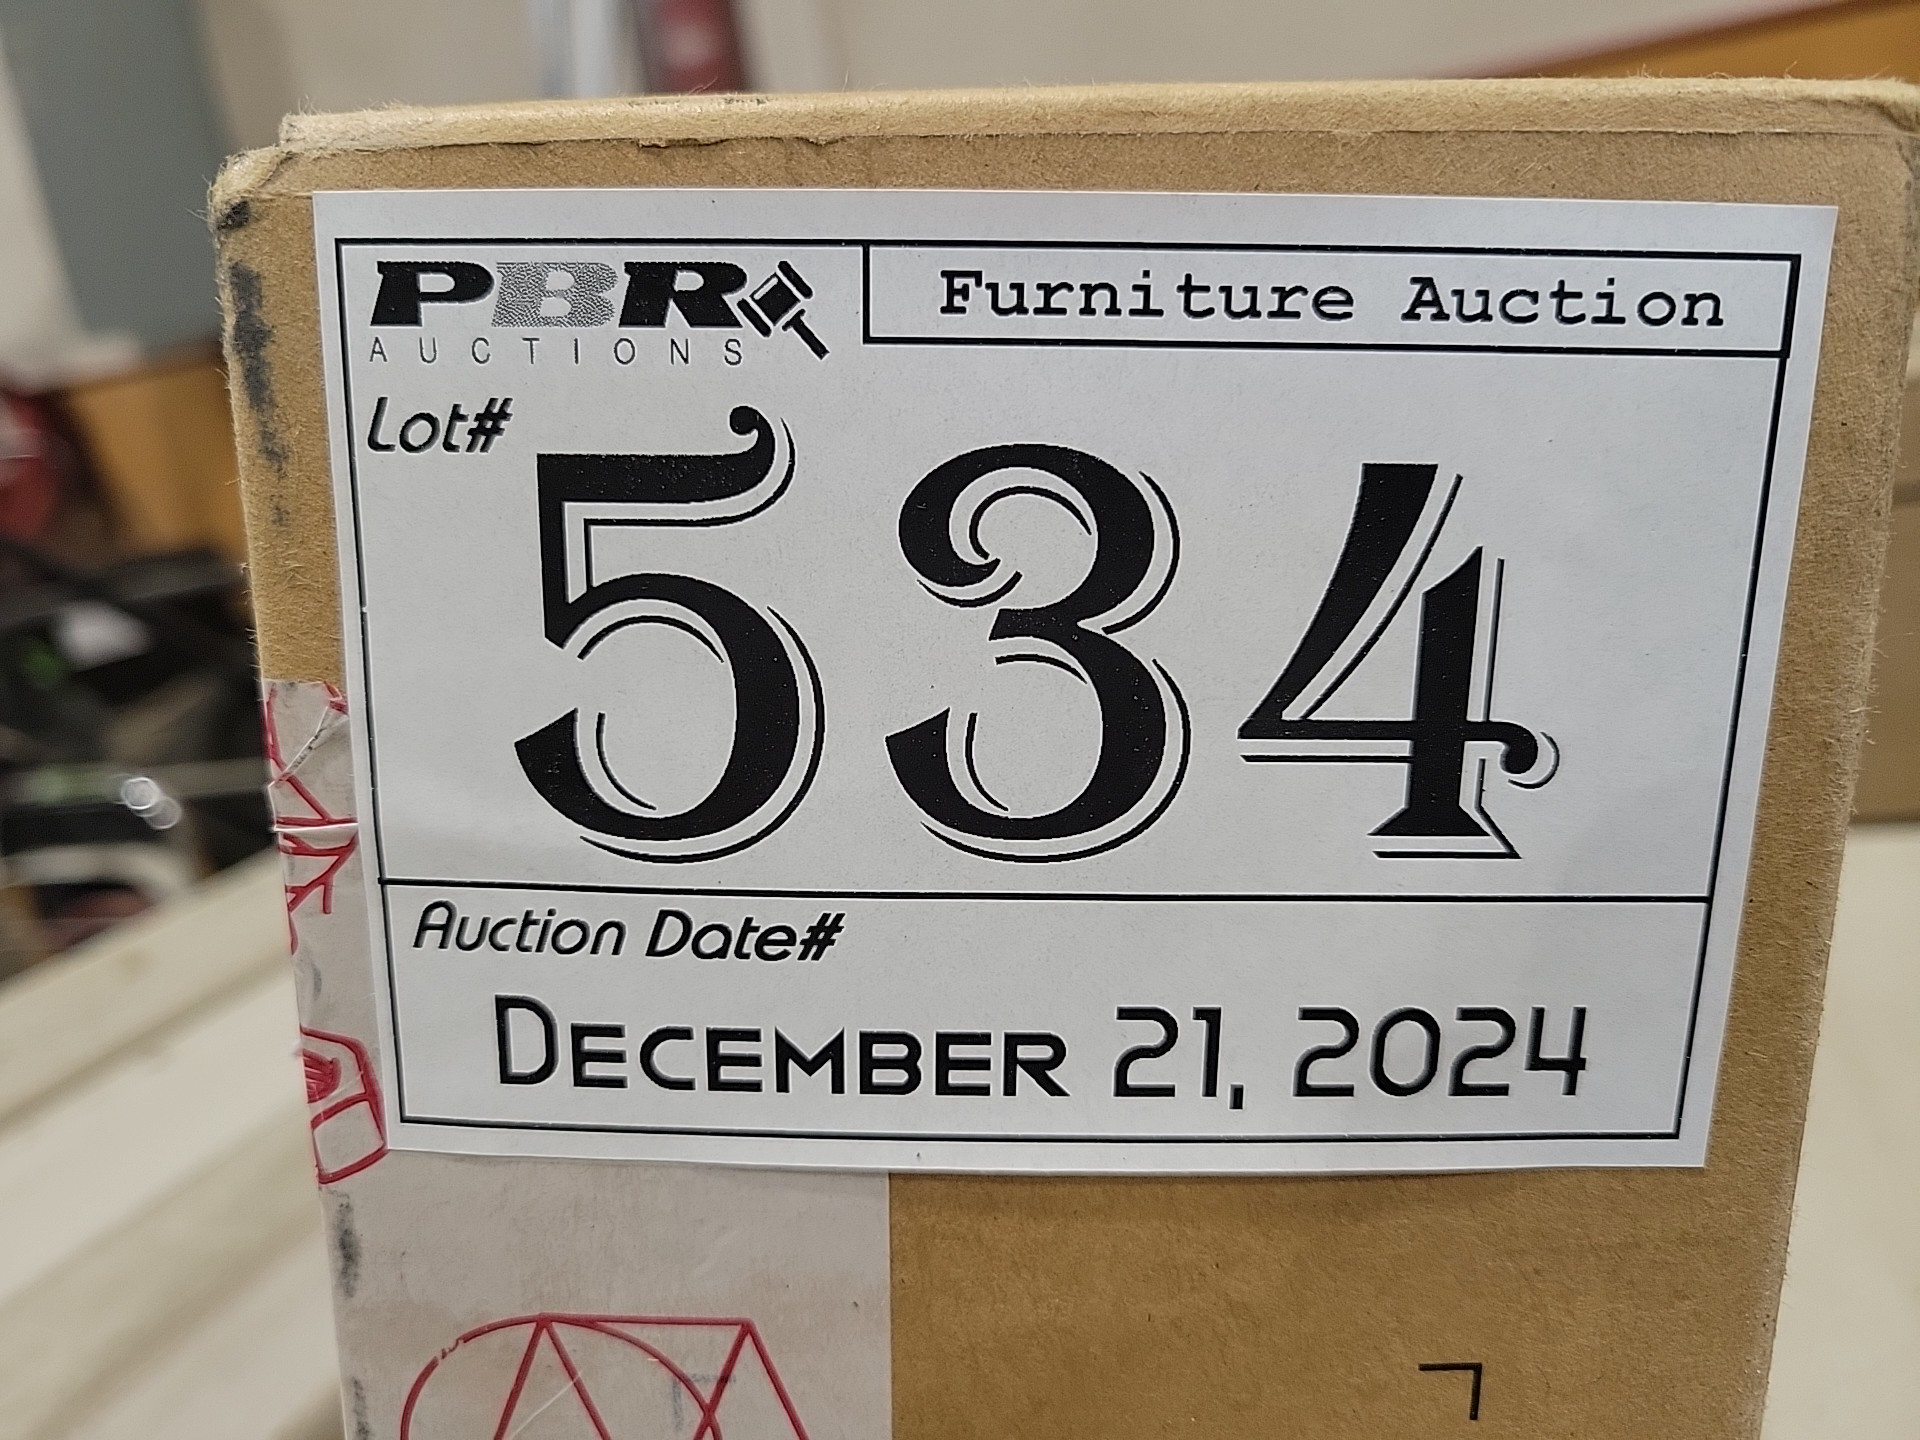 PBR
AUCTIONS
Furniture Auction
Lot#
534
Auction Date#
December 21, 2024